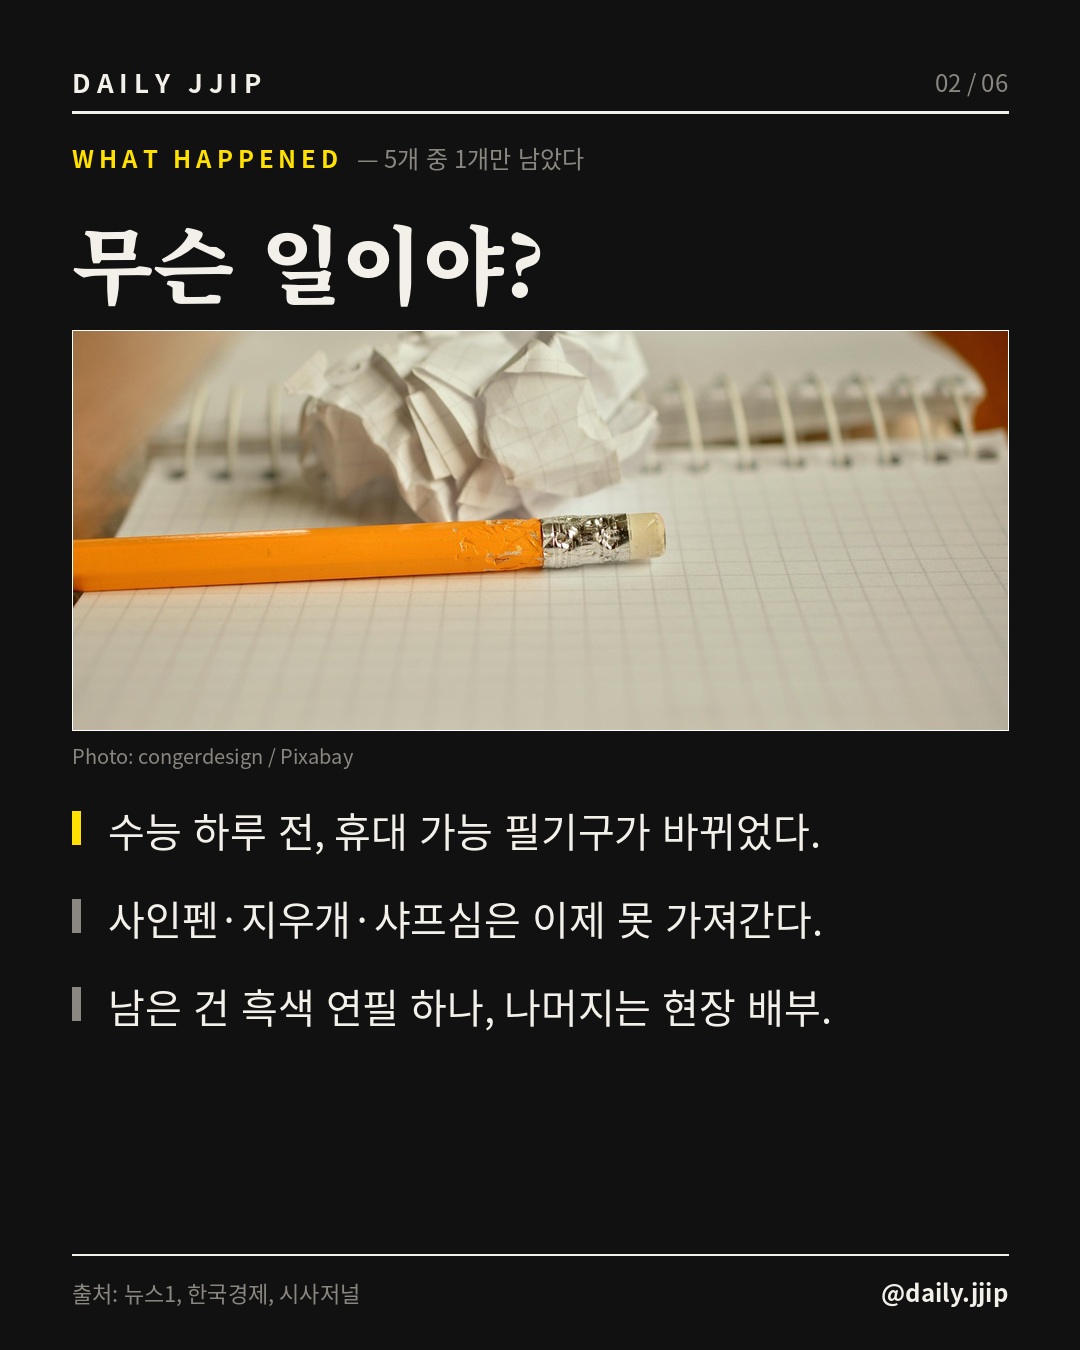 DAILY JJIP
02 / 06
WHAT HAPPENED — 5개 중 1개만 남았다
무슨 일이야?
Photo: congerdesign / Pixabay
수능 하루 전, 휴대 가능 필기구가 바뀌었다.
사인펜·지우개·샤프심은 이제 못 가져간다.
남은 건 흑색 연필 하나, 나머지는 현장 배부.
출처: 뉴스1, 한국경제, 시사저널
@daily.jjip